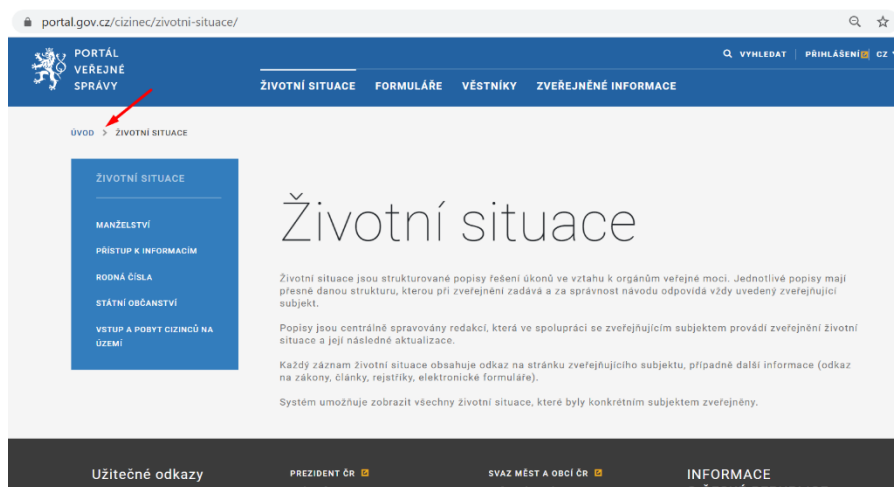 portal.gov.cz/cizinec/zivotni-situace/
PORTÁL
VEŘEJNÉ
SPRÁVY
VYHLEDAT
PŘIHLÁŠENÍ
CZ
ŽIVOTNÍ SITUACE
FORMULÁŘE
VĚSTNÍKY
ZVEŘEJNĚNÉ INFORMACE
ÚVOD > ŽIVOTNÍ SITUACE
ŽIVOTNÍ SITUACE
MANŽELSTVÍ
PŘÍSTUP K INFORMACÍM
RODNÁ ČÍSLA
STÁTNÍ OBČANSTVÍ
VSTUP A POBYT CIZINCŮ NA
ÚZEMÍ
Životní situace
Životní situace jsou strukturované popisy řešení úkonů ve vztahu k orgánům veřejné moci. Jednotlivé popisy mají
přesně danou strukturu, kterou při zveřejnění zadává a za správnost návodu odpovídá vždy uvedený zveřejňující
subjekt.
Popisy jsou centrálně spravovány redakcí, která ve spolupráci se zveřejňujícím subjektem provádí zveřejnění životní
situace a její následné aktualizace.
Každý záznam životní situace obsahuje odkaz na stránku zveřejňujícího subjektu, případně další informace (odkaz
na zákony, články, rejstříky, elektronické formuláře).
Systém umožňuje zobrazit všechny životní situace, které byly konkrétním subjektem zveřejněny.
Užitečné odkazy
PREZIDENT ČR
SVAZ MĚST A OBCÍ ČR
INFORMACE